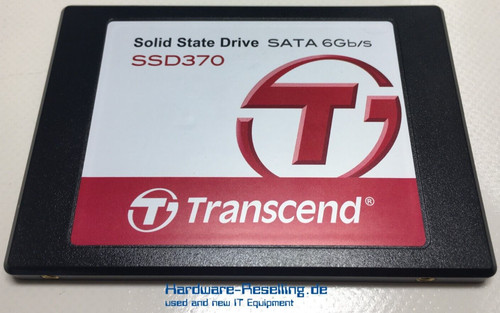 Solid State Drive SATA 6Gb/s
SSD370
Transcend®
Hardware-Reselling.de
used and new IT Equipment